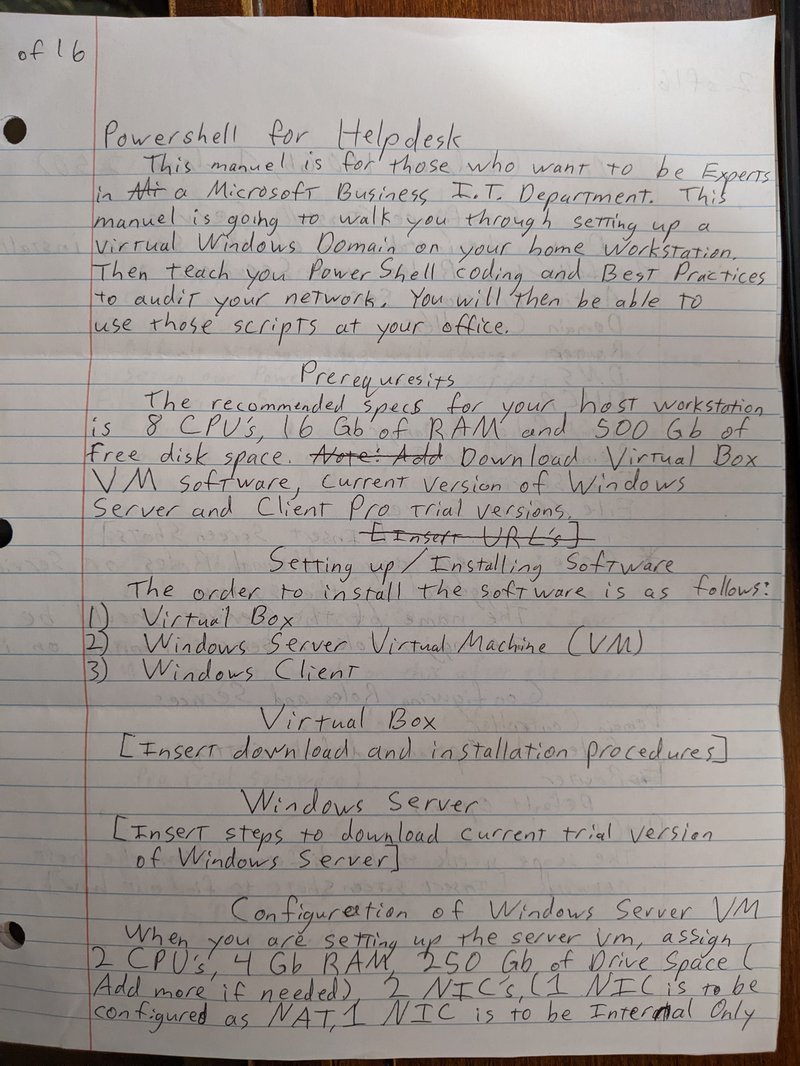 of 16
Powershell for Helpdesk
This manuel is for those who want to be Experts
in a Microsoft Business I.T. Department. This
manuel is going to walk you through setting up a
virtual Windows Domain on your home workstation.
Then teach you PowerShell coding and Best Practices
to audit your network. You will then be able to
use those scripts at your office.
Prerequresits
The recommended specs for your host workstation
is 8 CPU's, 16 Gb of RAM and 500 Gb of
free disk space. Note: Add Download Virtual Box
VM software, current version of Windows
Server and Client Pro trial versions.
[Insert URL's]
Setting up/Installing Software
The order to install the software is as follows:
1) Virtual Box
2) Windows Server Virtual Machine (VM)
3) Windows Client
Virtual Box
[Insert download and installation procedures]
Windows Server
[Insert steps to download current trial version
of Windows Server]
Configuration of Windows Server VM
When you are setting up the server vm, assign
2 CPU's, 4 Gb RAM, 250 Gb of Drive Space (
Add more if needed) 2 NIC's, (1 NIC is to be
configured as NAT, 1 NIC is to be Internal Only